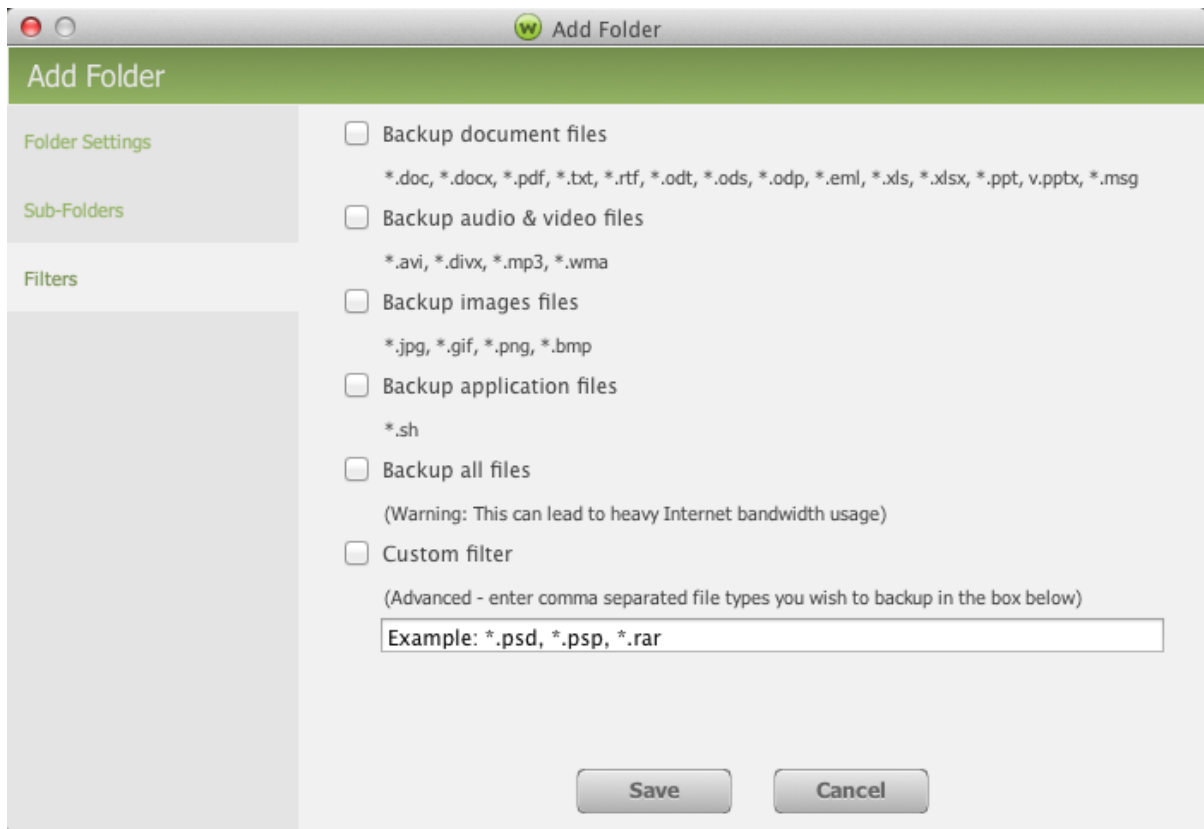 w Add Folder
Add Folder
Folder Settings
Sub-Folders
Filters
Backup document files
*.doc, *.docx, *.pdf, *.txt, *.rtf, *.odt, *.ods, *.odp, *.eml, *.xls, *.xlsx, *.ppt, v.pptx, *.msg
Backup audio & video files
*.avi, *.divx, *.mp3, *.wma
Backup images files
*.jpg, *.gif, *.png, *.bmp
Backup application files
*.sh
Backup all files
(Warning: This can lead to heavy Internet bandwidth usage)
Custom filter
(Advanced - enter comma separated file types you wish to backup in the box below)
Example: *.psd, *.psp, *.rar
Save Cancel